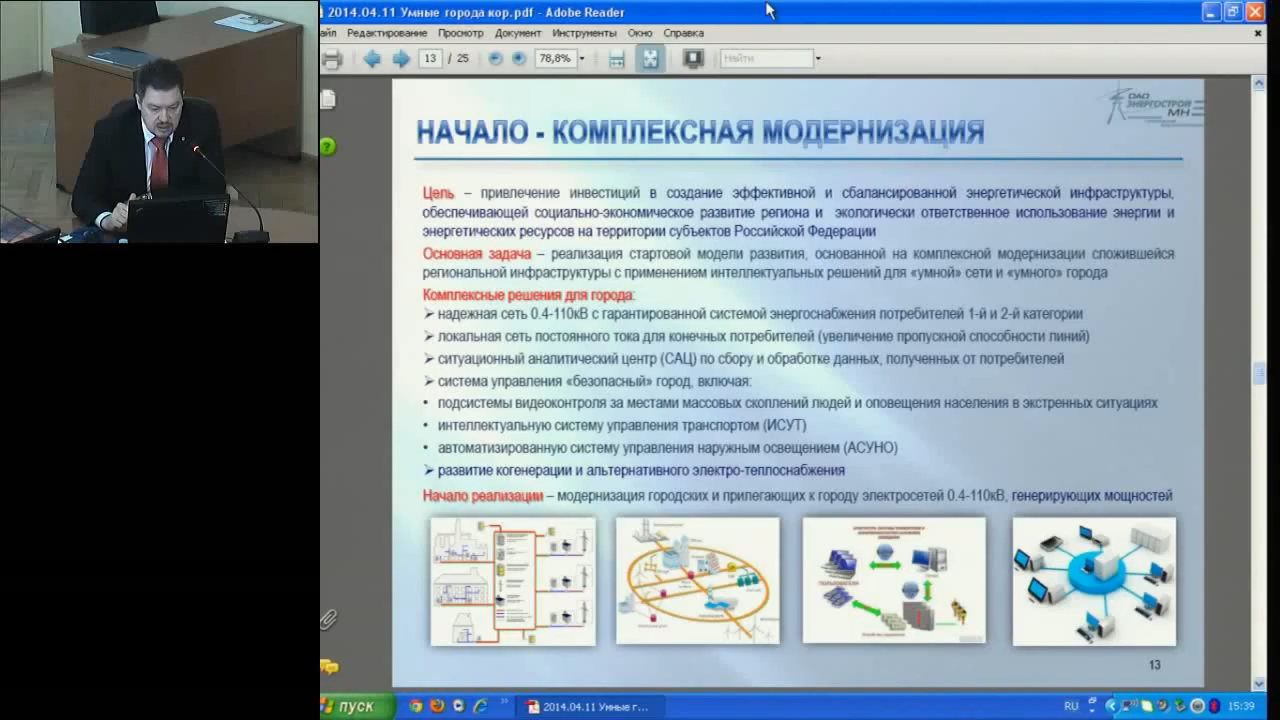 2014.04.11 Умные города кор.pdf - Adobe Reader
айл Редактирование Просмотр Документ Инструменты Окно Справка
13 / 25 78,8% Найти
ОАО
ЭНЕРГОСТРОЙ
МН
НАЧАЛО - КОМПЛЕКСНАЯ МОДЕРНИЗАЦИЯ
Цель – привлечение инвестиций в создание эффективной и сбалансированной энергетической инфраструктуры,
обеспечивающей социально-экономическое развитие региона и экологически ответственное использование энергии и
энергетических ресурсов на территории субъектов Российской Федерации
Основная задача – реализация стартовой модели развития, основанной на комплексной модернизации сложившейся
региональной инфраструктуры с применением интеллектуальных решений для «умной» сети и «умного» города
Комплексные решения для города:
➢ надежная сеть 0.4-110кВ с гарантированной системой энергоснабжения потребителей 1-й и 2-й категории
➢ локальная сеть постоянного тока для конечных потребителей (увеличение пропускной способности линий)
➢ ситуационный аналитический центр (САЦ) по сбору и обработке данных, полученных от потребителей
➢ система управления «безопасный» город, включая:
• подсистемы видеоконтроля за местами массовых скоплений людей и оповещения населения в экстренных ситуациях
• интеллектуальную систему управления транспортом (ИСУТ)
• автоматизированную систему управления наружным освещением (АСУНО)
➢ развитие когенерации и альтернативного электро-теплоснабжения
Начало реализации – модернизация городских и прилегающих к городу электросетей 0.4-110кВ, генерирующих мощностей
13
пуск 2014.04.11 Умные г... RU 15:39